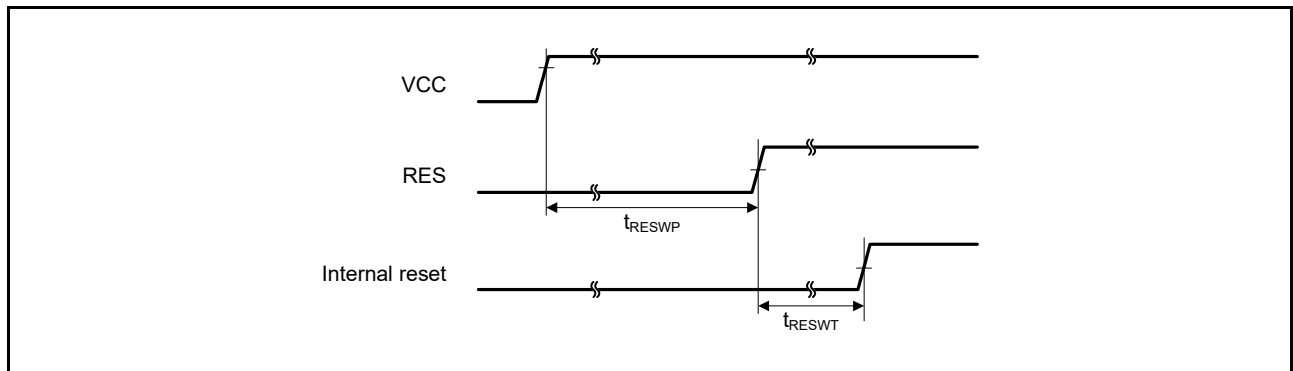 VCC
RES
tRESWP
Internal reset
tRESWT